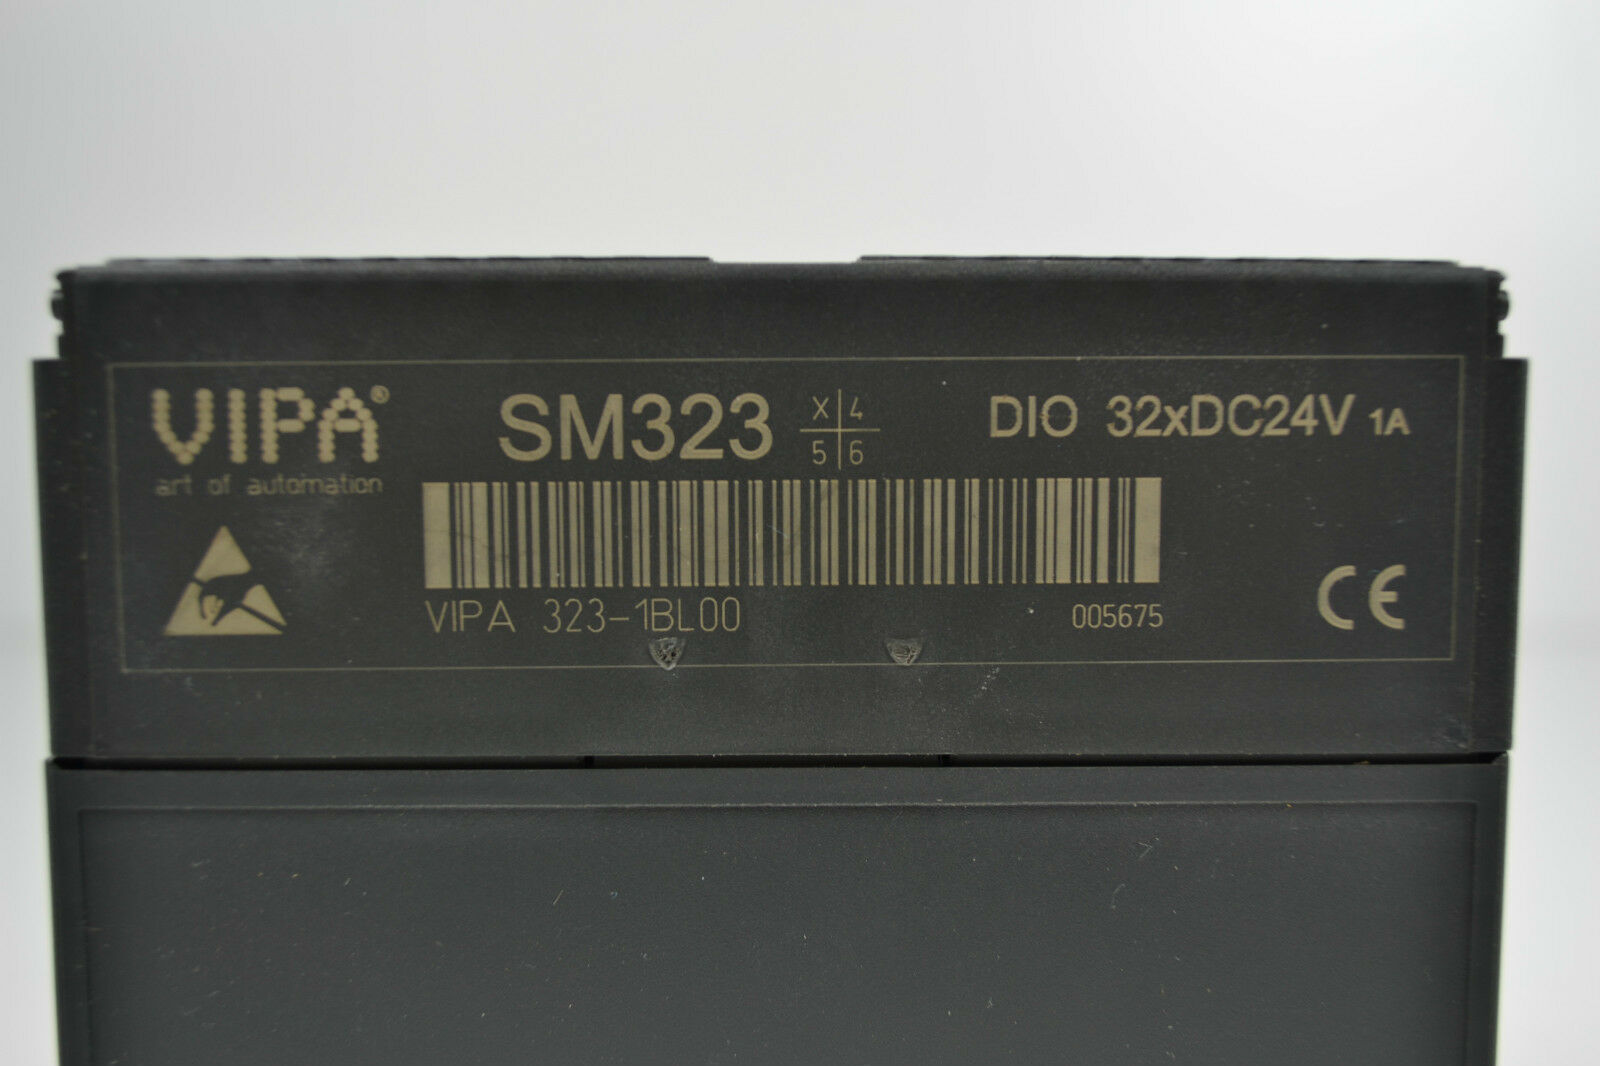 VIPA®
art of automation
SM323
X 4
5 6
DIO 32xDC24V 1A
VIPA 323-1BL00
005675
CE